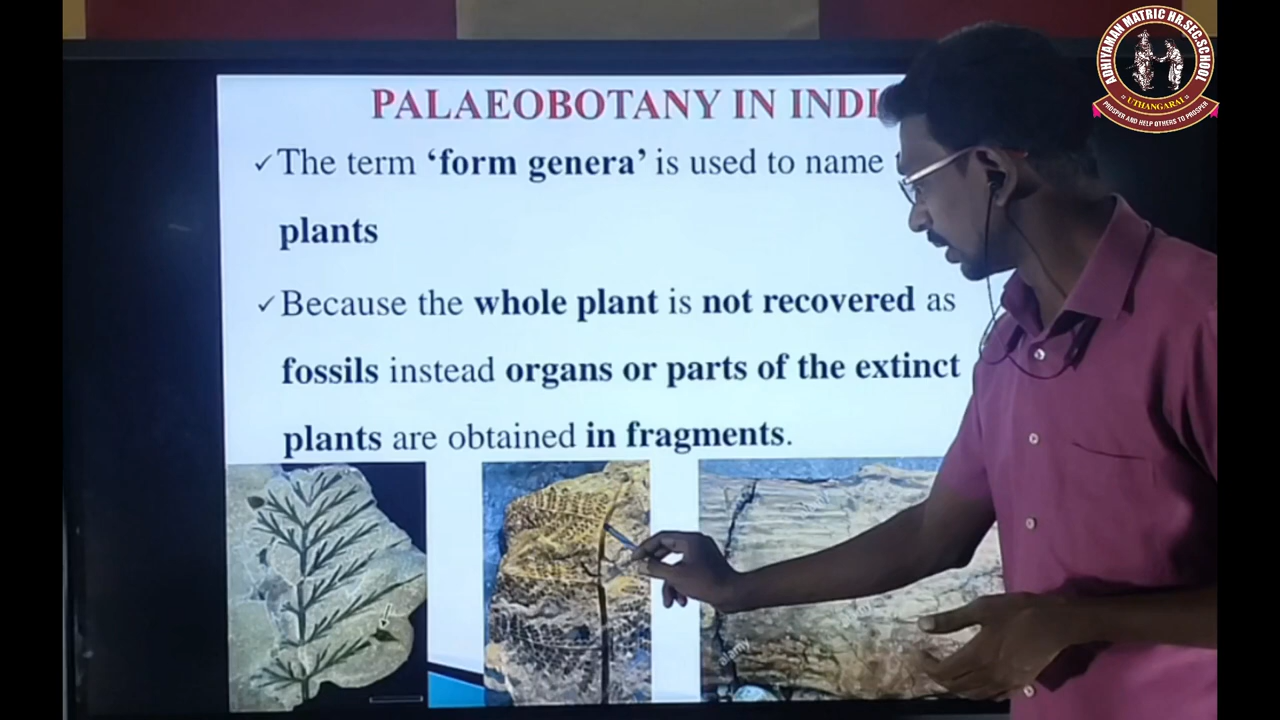 ADHIYAMAN MATRIC HR.SEC.SCHOOL
UTHANGARAI
PROSPER AND HELP OTHERS TO PROSPER
PALAEOBOTANY IN INDI
✓The term ‘form genera’ is used to name
plants
✓Because the whole plant is not recovered as
fossils instead organs or parts of the extinct
plants are obtained in fragments.
alamy